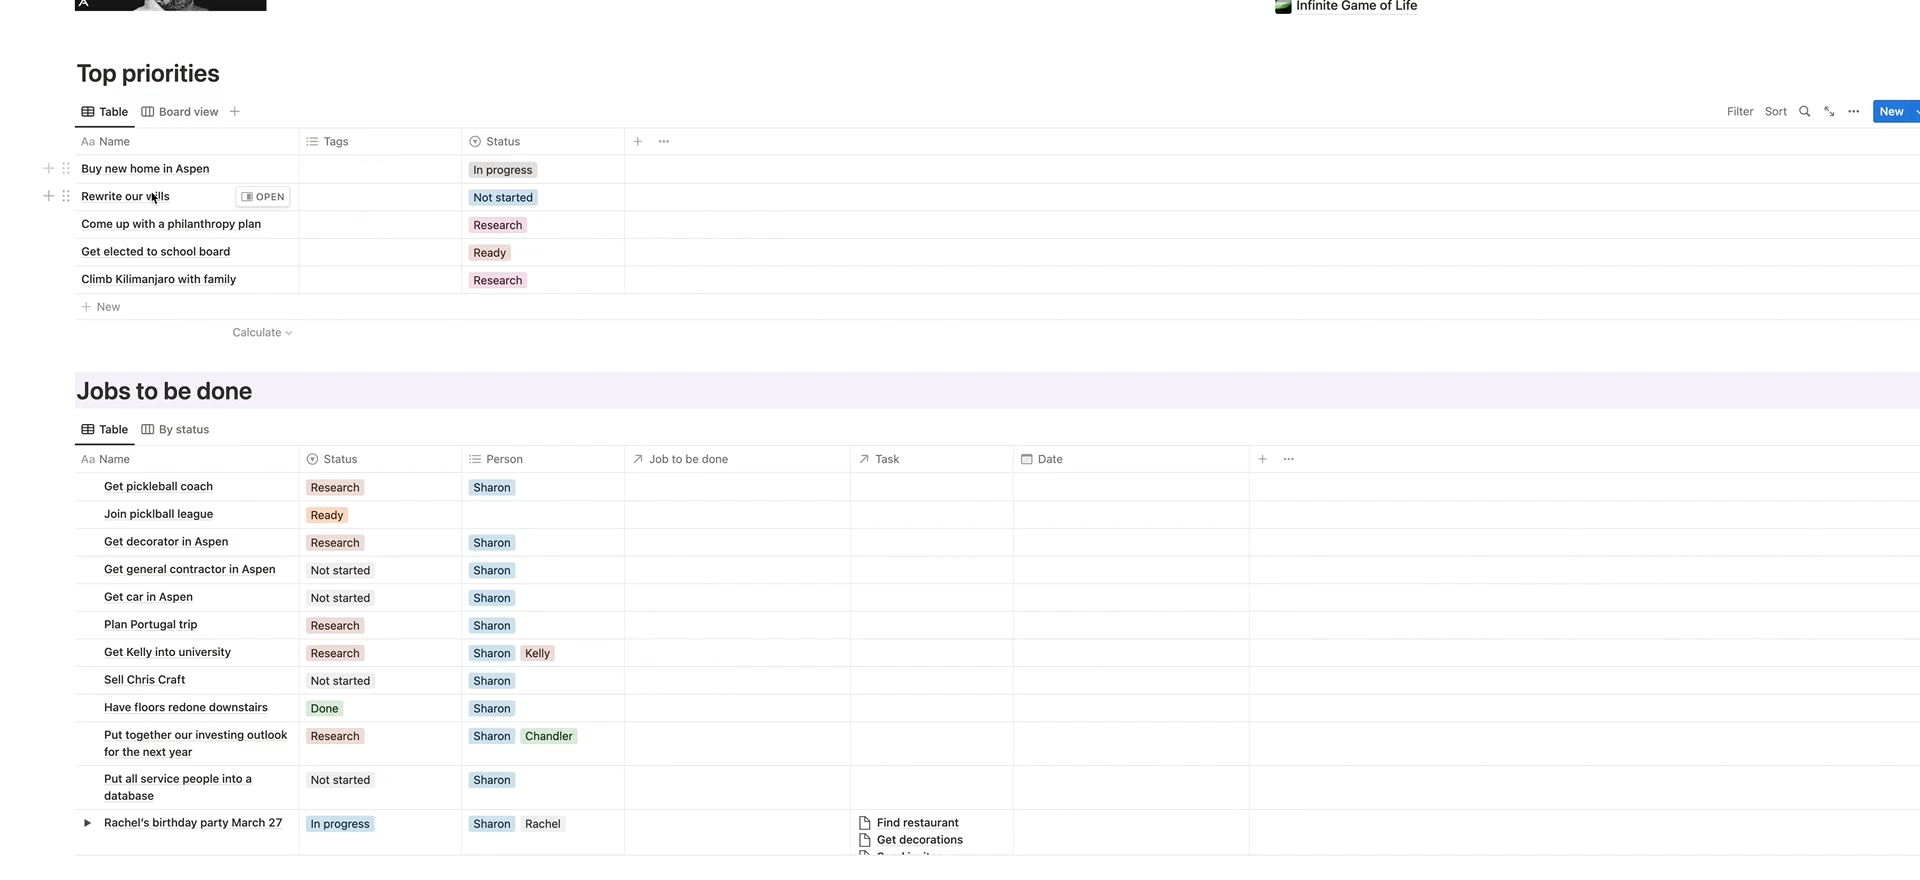 A
Infinite Game of Life
Top priorities
Table Board view
Filter Sort New
Aa Name Tags Status
Buy new home in Aspen In progress
Rewrite our wills OPEN Not started
Come up with a philanthropy plan Research
Get elected to school board Ready
Climb Kilimanjaro with family Research
+ New
Calculate
Jobs to be done
Table By status
Aa Name Status Person Job to be done Task Date
Get pickleball coach Research Sharon
Join picklball league Ready
Get decorator in Aspen Research Sharon
Get general contractor in Aspen Not started Sharon
Get car in Aspen Not started Sharon
Plan Portugal trip Research Sharon
Get Kelly into university Research Sharon Kelly
Sell Chris Craft Not started Sharon
Have floors redone downstairs Done Sharon
Put together our investing outlook Research Sharon Chandler
for the next year
Put all service people into a Not started Sharon
database
Rachel's birthday party March 27 In progress Sharon Rachel Find restaurant
Get decorations